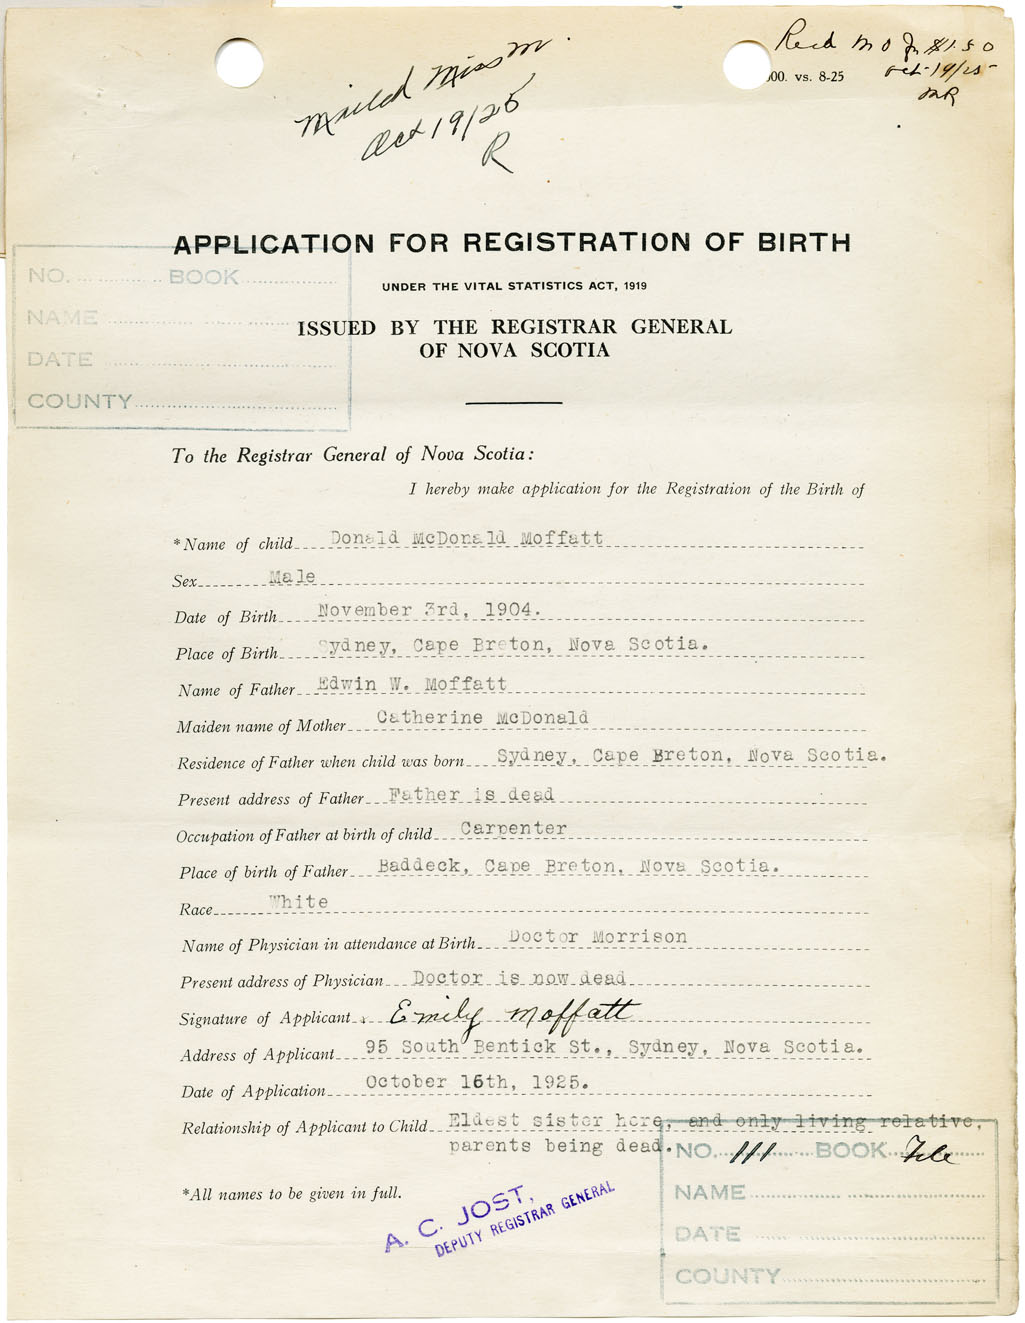 Mailed Miss M.
Oct 19/25
R
Recd M O for $1.50
Oct-19/25-
MR
00. vs. 8-25
APPLICATION FOR REGISTRATION OF BIRTH
UNDER THE VITAL STATISTICS ACT, 1919
ISSUED BY THE REGISTRAR GENERAL
OF NOVA SCOTIA
NO. BOOK
NAME
DATE
COUNTY
To the Registrar General of Nova Scotia:
I hereby make application for the Registration of the Birth of
*Name of child Donald McDonald Moffatt
Sex Male
Date of Birth November 3rd, 1904.
Place of Birth Sydney, Cape Breton, Nova Scotia.
Name of Father Edwin W. Moffatt
Maiden name of Mother Catherine McDonald
Residence of Father when child was born Sydney, Cape Breton, Nova Scotia.
Present address of Father Father is dead
Occupation of Father at birth of child Carpenter
Place of birth of Father Baddeck, Cape Breton, Nova Scotia.
Race White
Name of Physician in attendance at Birth Doctor Morrison
Present address of Physician Doctor is now dead
Signature of Applicant Emily Moffatt
Address of Applicant 95 South Bentick St., Sydney, Nova Scotia.
Date of Application October 16th, 1925.
Relationship of Applicant to Child Eldest sister here, and only living relative,
parents being dead.
*All names to be given in full.
A. C. JOST,
DEPUTY REGISTRAR GENERAL
NO. 111 BOOK File
NAME
DATE
COUNTY